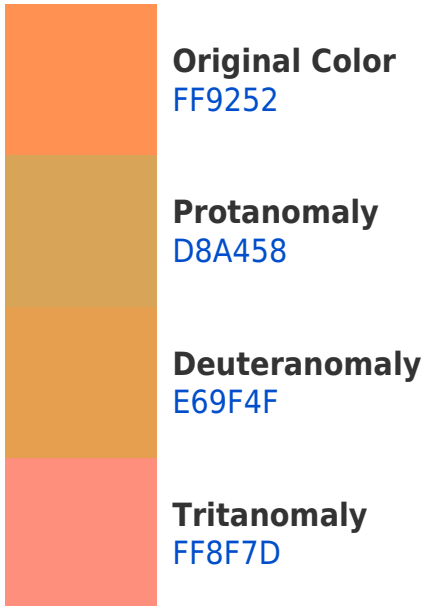 Original Color
FF9252
Protanomaly
D8A458
Deuteranomaly
E69F4F
Tritanomaly
FF8F7D